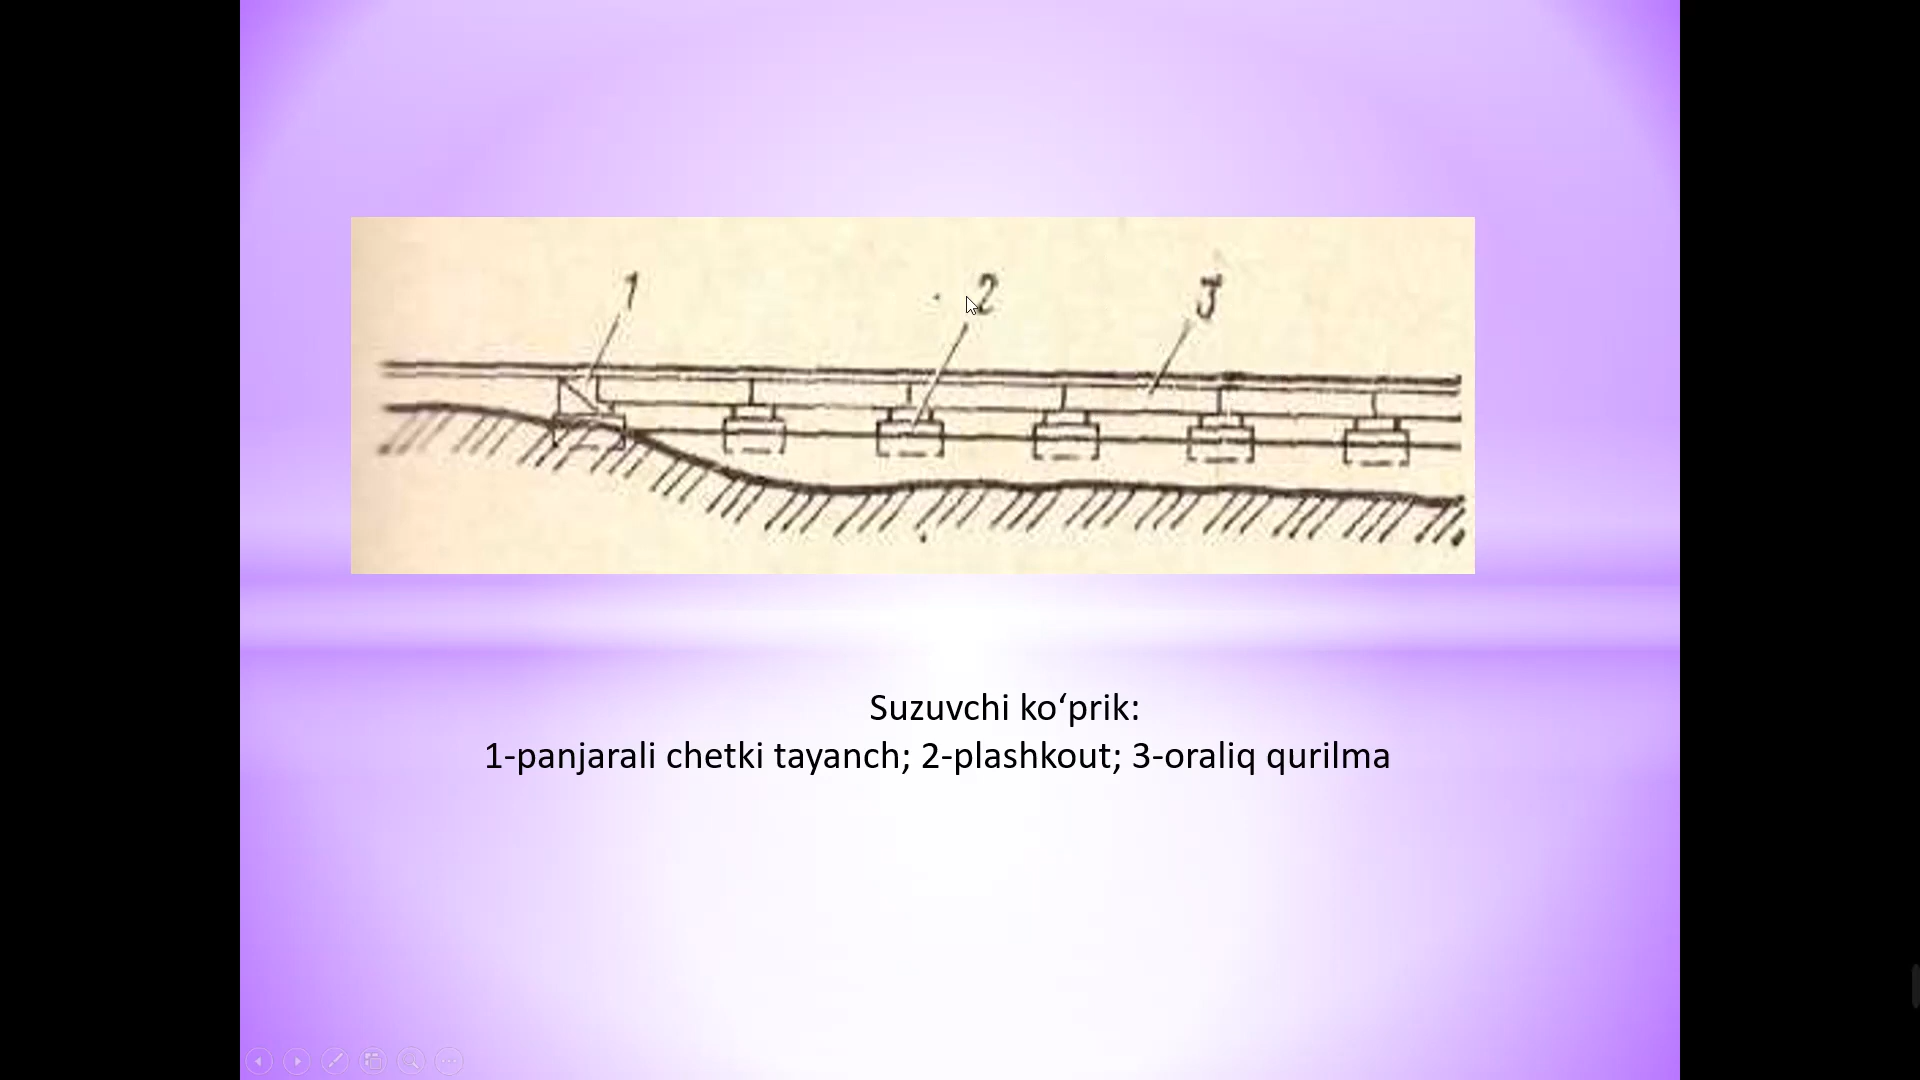 1 2 3
Suzuvchi ko‘prik:
1-panjarali chetki tayanch; 2-plashkout; 3-oraliq qurilma